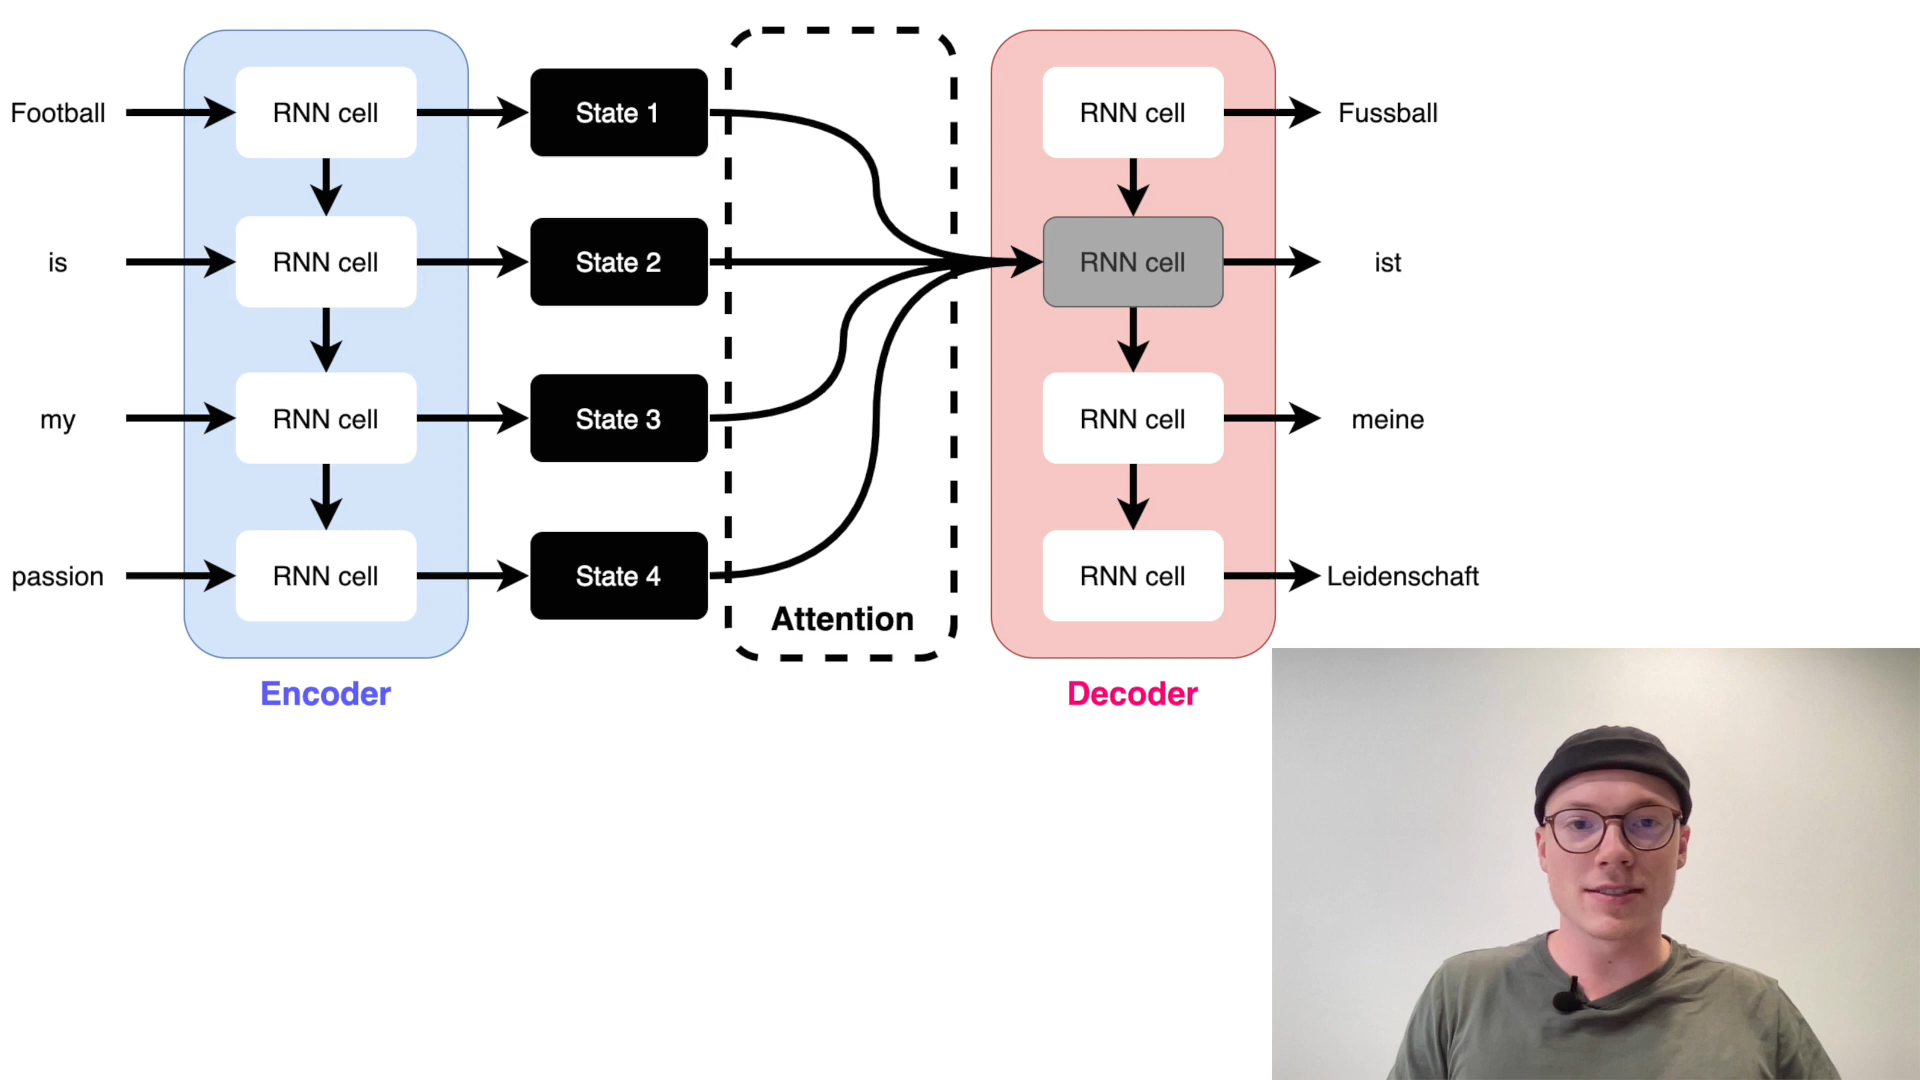 Football RNN cell State 1 RNN cell Fussball
is RNN cell State 2 RNN cell ist
my RNN cell State 3 RNN cell meine
passion RNN cell State 4 RNN cell Leidenschaft
Attention
Encoder Decoder